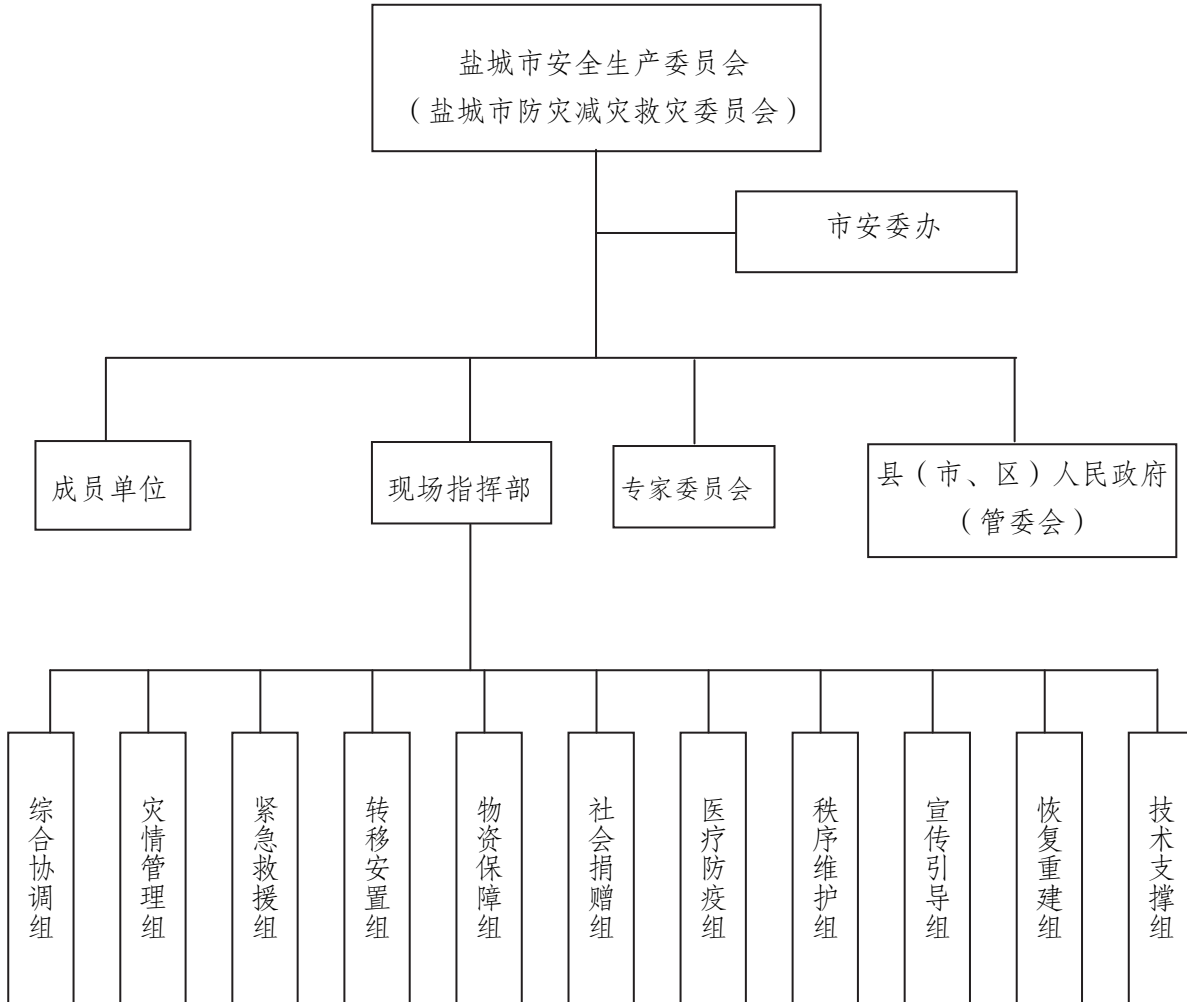 盐城市安全生产委员会
（盐城市防灾减灾救灾委员会）
市安委办
成员单位
现场指挥部
专家委员会
县（市、区）人民政府
（管委会）
综合协调组
灾情管理组
紧急救援组
转移安置组
物资保障组
社会捐赠组
医疗防疫组
秩序维护组
宣传引导组
恢复重建组
技术支撑组